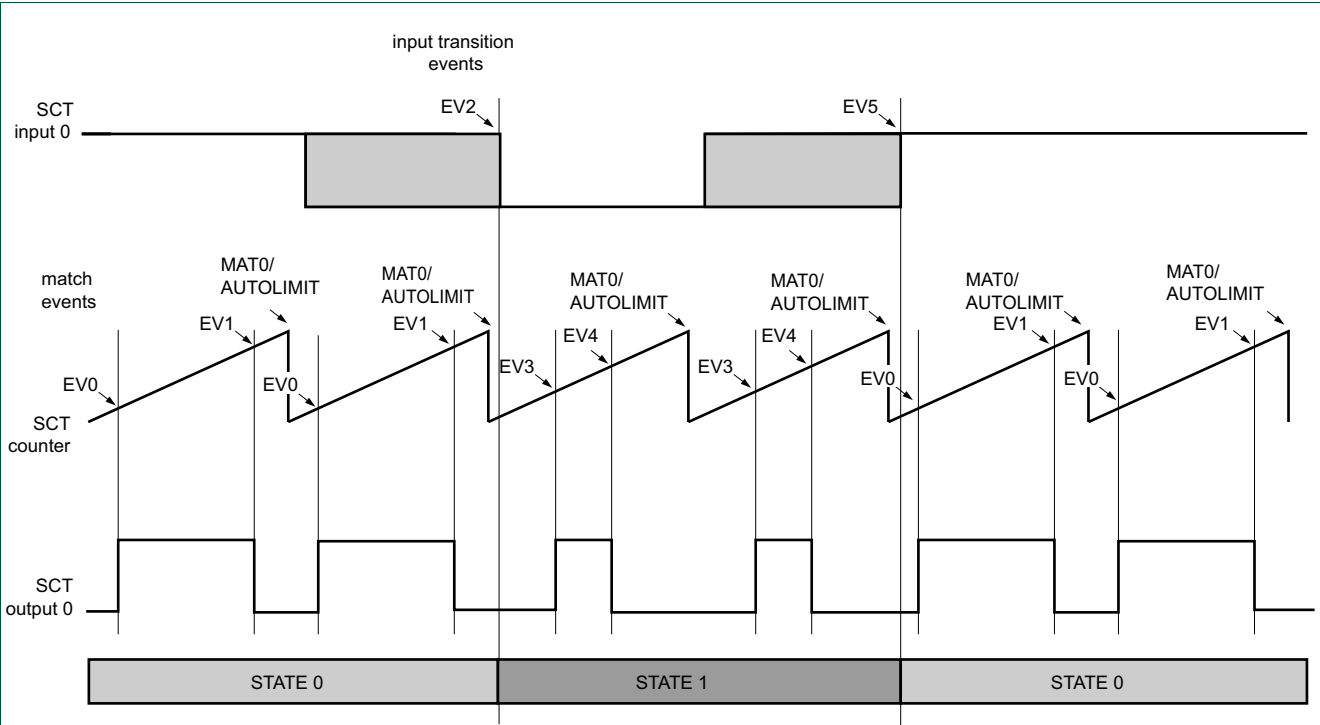 input transition
events
SCT
input 0
EV2
EV5
match
events
MAT0/
AUTOLIMIT
MAT0/
AUTOLIMIT
MAT0/
AUTOLIMIT
MAT0/
AUTOLIMIT
MAT0/
AUTOLIMIT
MAT0/
AUTOLIMIT
EV0
EV1
EV0
EV1
EV3
EV4
EV3
EV4
EV0
EV1
EV0
EV1
SCT
counter
SCT
output 0
STATE 0
STATE 1
STATE 0